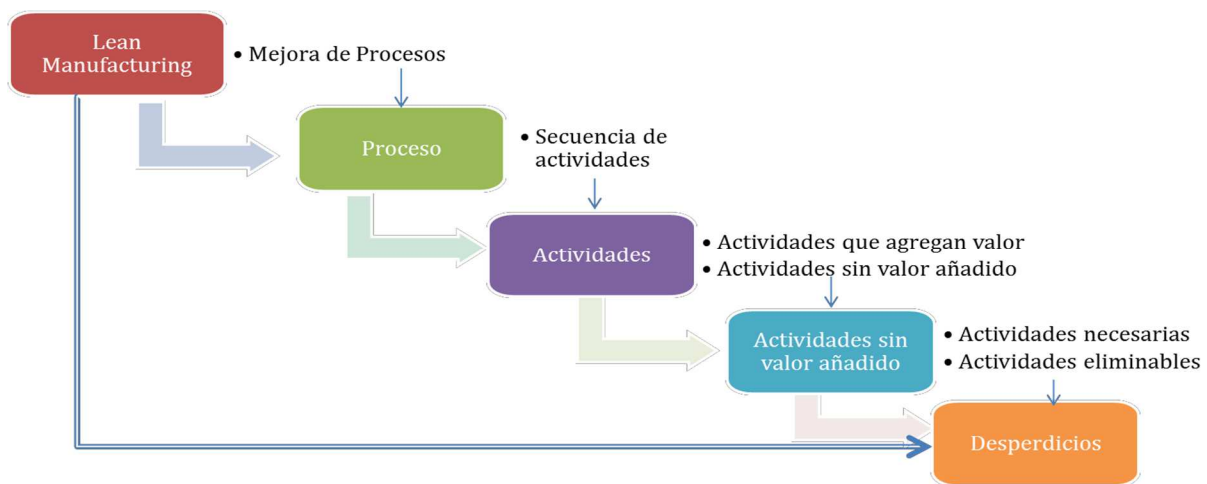 Lean
Manufacturing
• Mejora de Procesos
Proceso
• Secuencia de
actividades
Actividades
• Actividades que agregan valor
• Actividades sin valor añadido
Actividades sin
valor añadido
• Actividades necesarias
• Actividades eliminables
Desperdicios